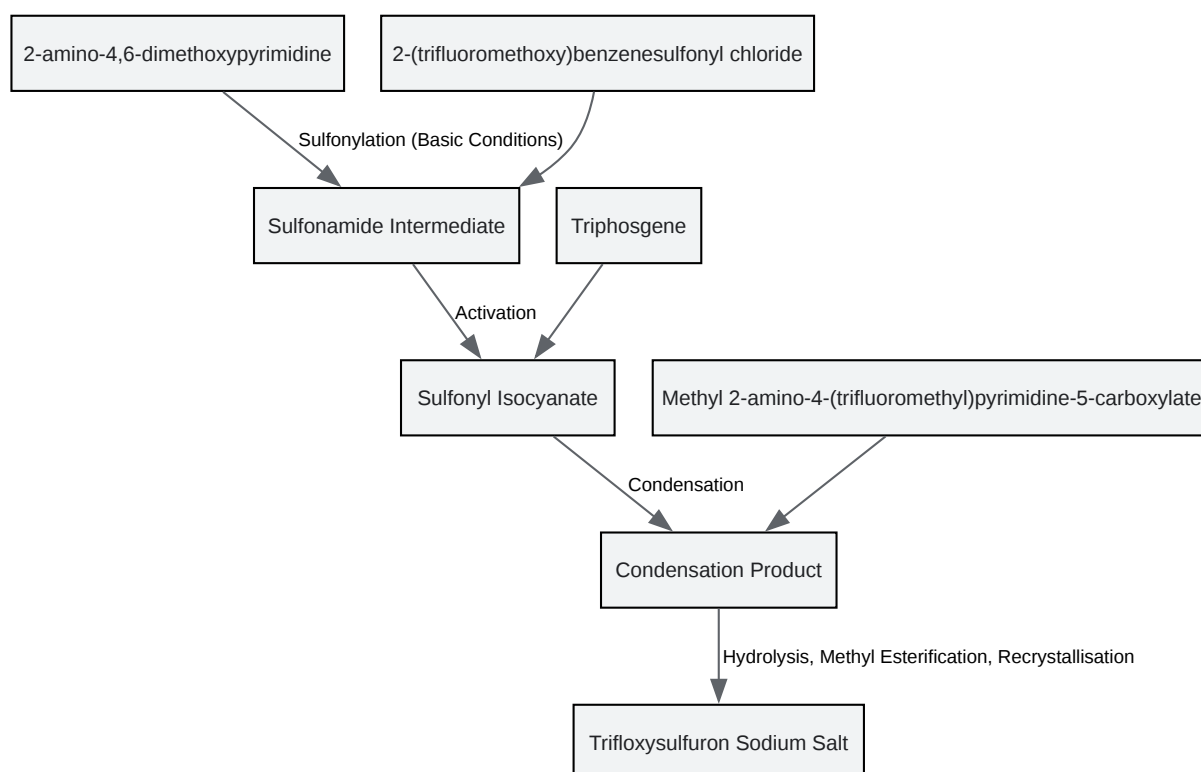 2-amino-4,6-dimethoxypyrimidine
2-(trifluoromethoxy)benzenesulfonyl chloride
Sulfonylation (Basic Conditions)
Sulfonamide Intermediate
Triphosgene
Activation
Sulfonyl Isocyanate
Methyl 2-amino-4-(trifluoromethyl)pyrimidine-5-carboxylate
Condensation
Condensation Product
Hydrolysis, Methyl Esterification, Recrystallisation
Trifloxysulfuron Sodium Salt